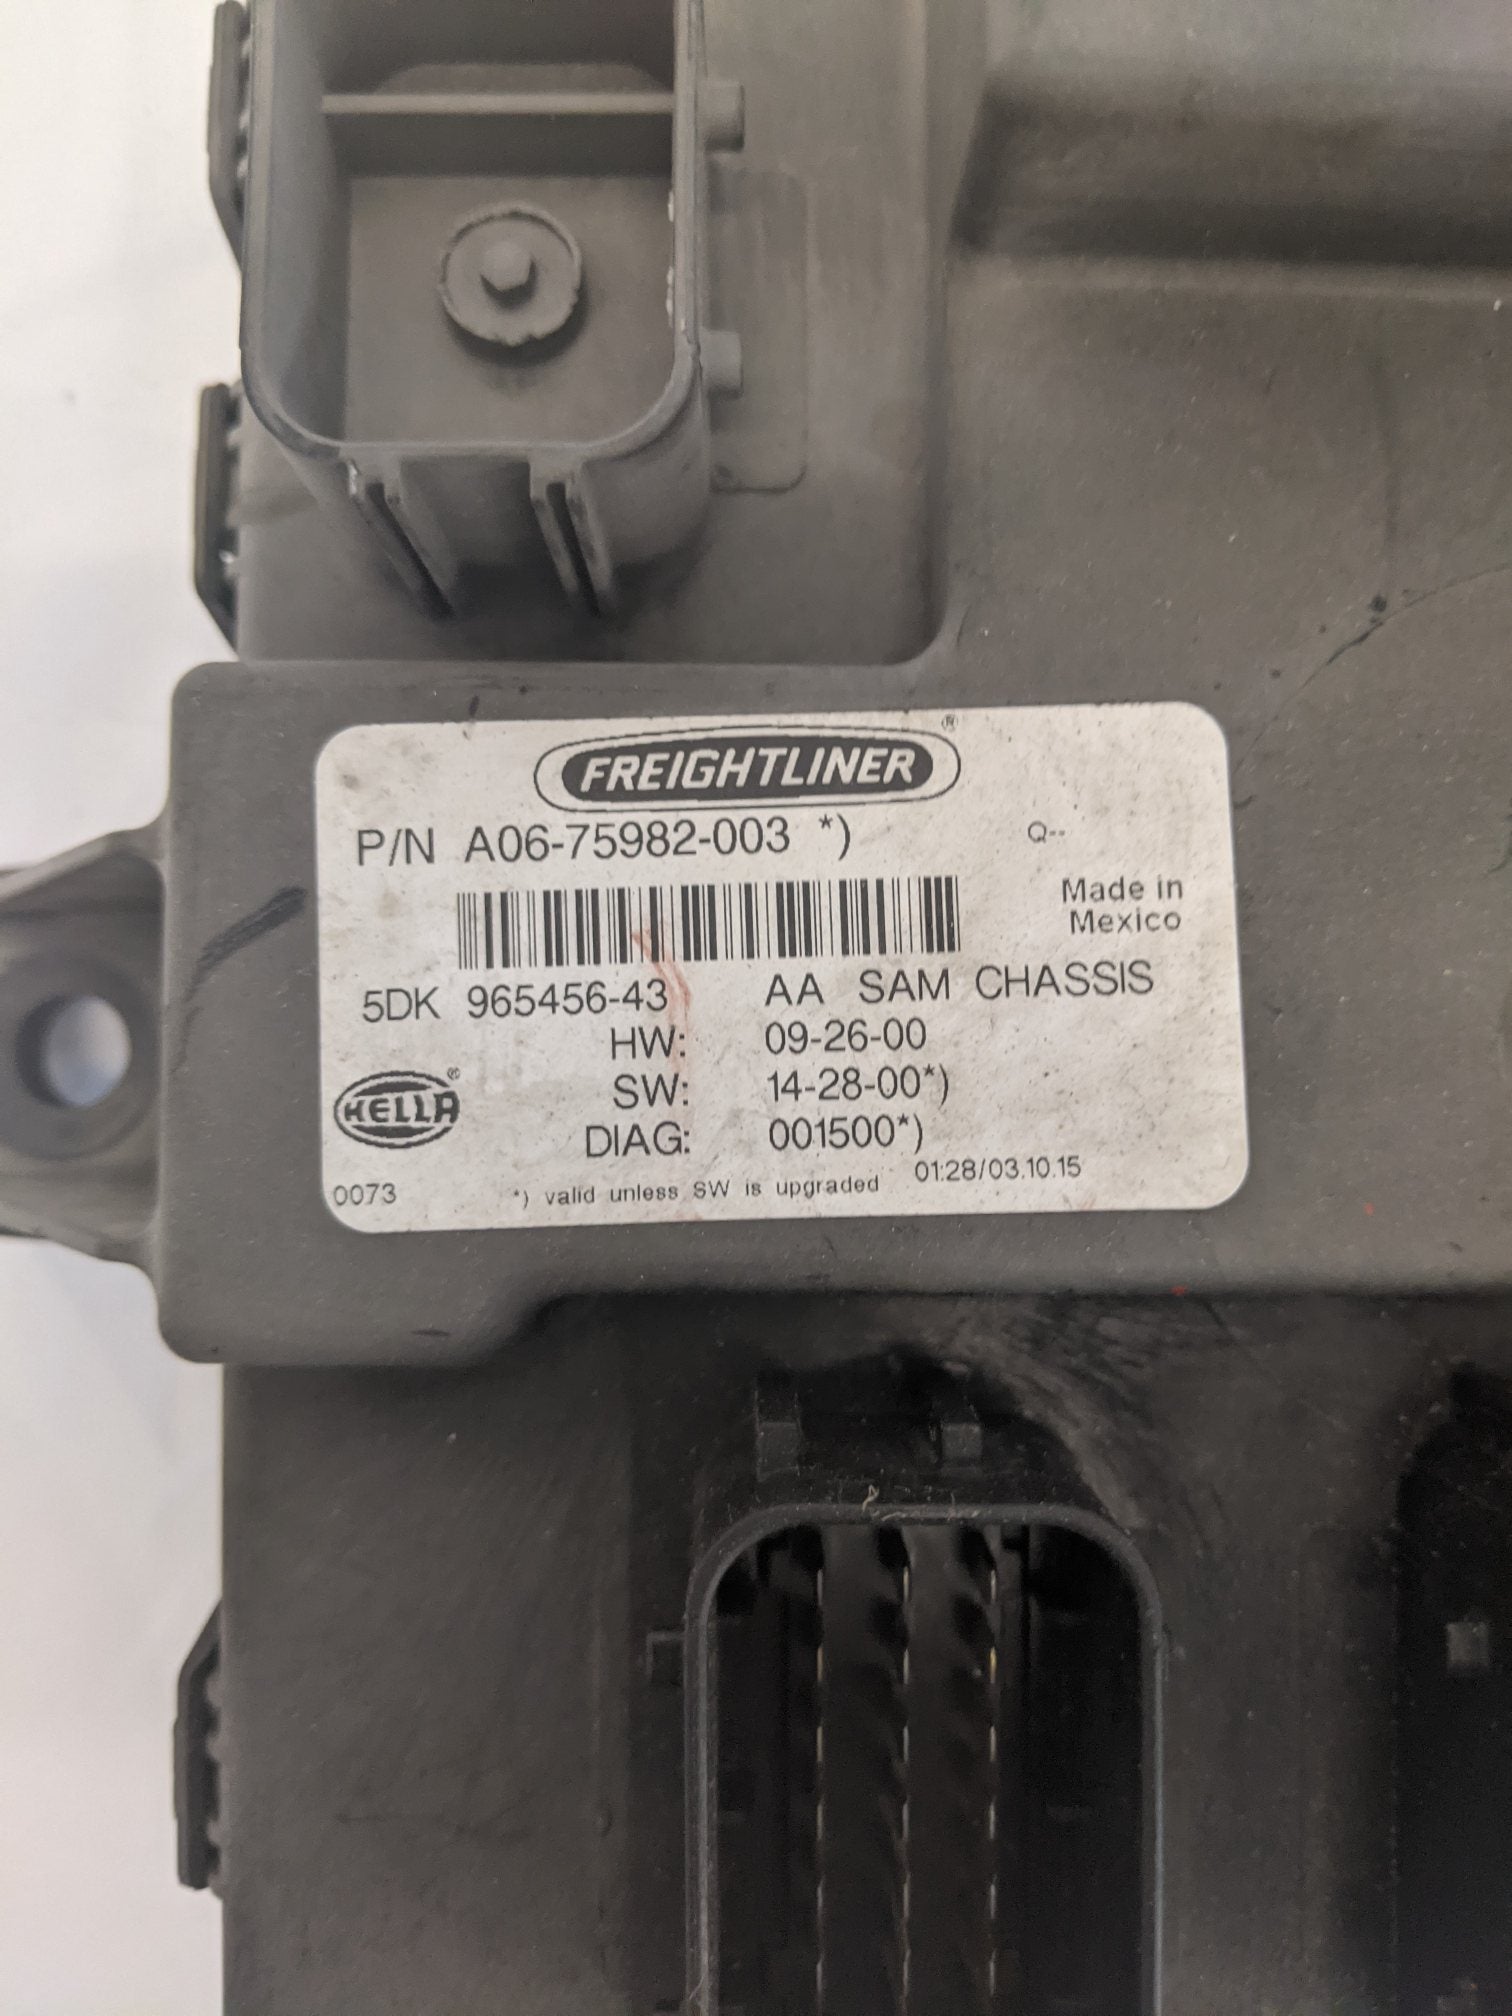 FREIGHTLINER ®
P/N A06-75982-003 *)
Q--
Made in
Mexico
5DK 965456-43 AA SAM CHASSIS
HW: 09-26-00
SW: 14-28-00*)
HELLA ®
DIAG: 001500*)
0073 *) valid unless SW is upgraded 01:28/03.10.15